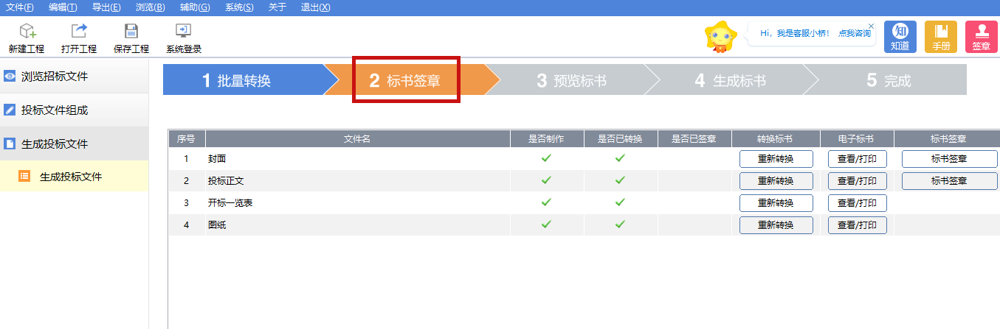 文件(F) 编辑(T) 导出(E) 浏览(B) 辅助(G) 系统(S) 关于 退出(X)
新建工程 打开工程 保存工程 系统登录
Hi，我是客服小桥！ 点我咨询
知 知道 手册 签章
浏览招标文件
投标文件组成
生成投标文件
生成投标文件
1 批量转换 2 标书签章 3 预览标书 4 生成标书 5 完成
序号 文件名 是否制作 是否已转换 是否已签章 转换标书 电子标书 标书签章
1 封面 重新转换 查看/打印 标书签章
2 投标正文 重新转换 查看/打印 标书签章
3 开标一览表 重新转换 查看/打印
4 图纸 重新转换 查看/打印